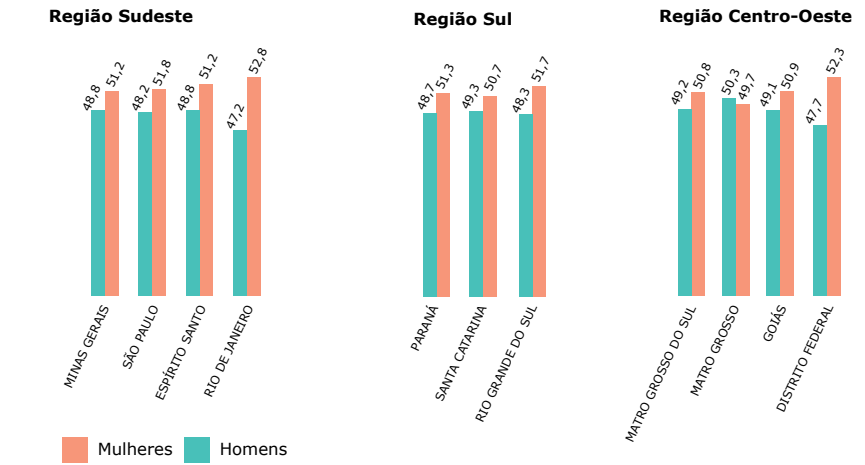 Região Sudeste
48,8
51,2
48,2
51,8
48,8
51,2
47,2
52,8
MINAS GERAIS
SÃO PAULO
ESPÍRITO SANTO
RIO DE JANEIRO
Região Sul
48,7
51,3
49,3
50,7
48,3
51,7
PARANÁ
SANTA CATARINA
RIO GRANDE DO SUL
Região Centro-Oeste
49,2
50,8
50,3
49,7
49,1
50,9
47,7
52,3
MATRO GROSSO DO SUL
MATRO GROSSO
GOIÁS
DISTRITO FEDERAL
Mulheres
Homens